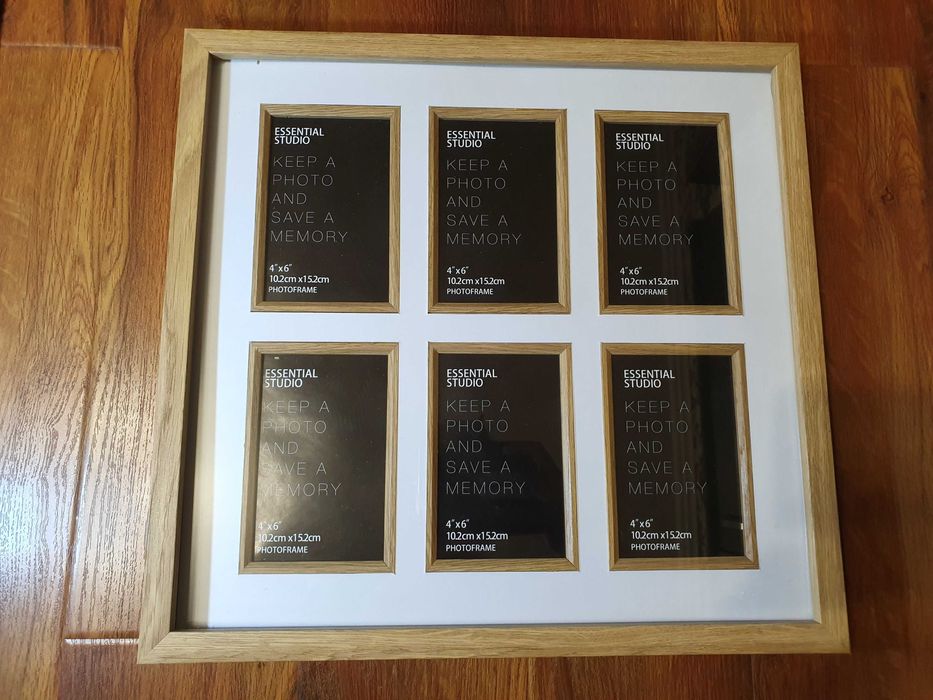 ESSENTIAL
STUDIO
KEEP A
PHOTO
AND
SAVE A
MEMORY
4"x6"
10.2cm x15.2cm
PHOTOFRAME
ESSENTIAL
STUDIO
KEEP A
PHOTO
AND
SAVE A
MEMORY
4"x6"
10.2cm x15.2cm
PHOTOFRAME
ESSENTIAL
STUDIO
KEEP A
PHOTO
AND
SAVE A
MEMORY
4"x6"
10.2cm x15.2cm
PHOTOFRAME
ESSENTIAL
STUDIO
KEEP A
PHOTO
AND
SAVE A
MEMORY
4"x6"
10.2cm x15.2cm
PHOTOFRAME
ESSENTIAL
STUDIO
KEEP A
PHOTO
AND
SAVE A
MEMORY
4"x6"
10.2cm x15.2cm
PHOTOFRAME
ESSENTIAL
STUDIO
KEEP A
PHOTO
AND
SAVE A
MEMORY
4"x6"
10.2cm x15.2cm
PHOTOFRAME